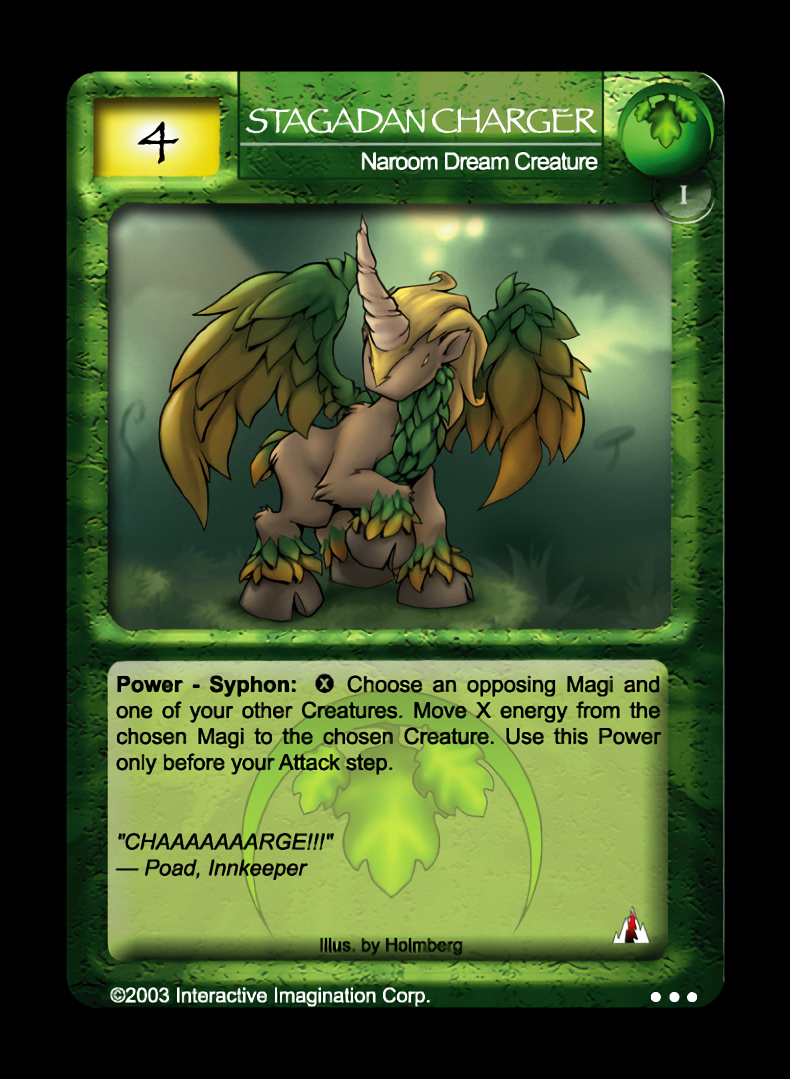 4
STAGADAN CHARGER
Naroom Dream Creature
I
Power - Syphon: X Choose an opposing Magi and
one of your other Creatures. Move X energy from the
chosen Magi to the chosen Creature. Use this Power
only before your Attack step.
"CHAAAAAAARGE!!!"
— Poad, Innkeeper
Illus. by Holmberg
©2003 Interactive Imagination Corp.